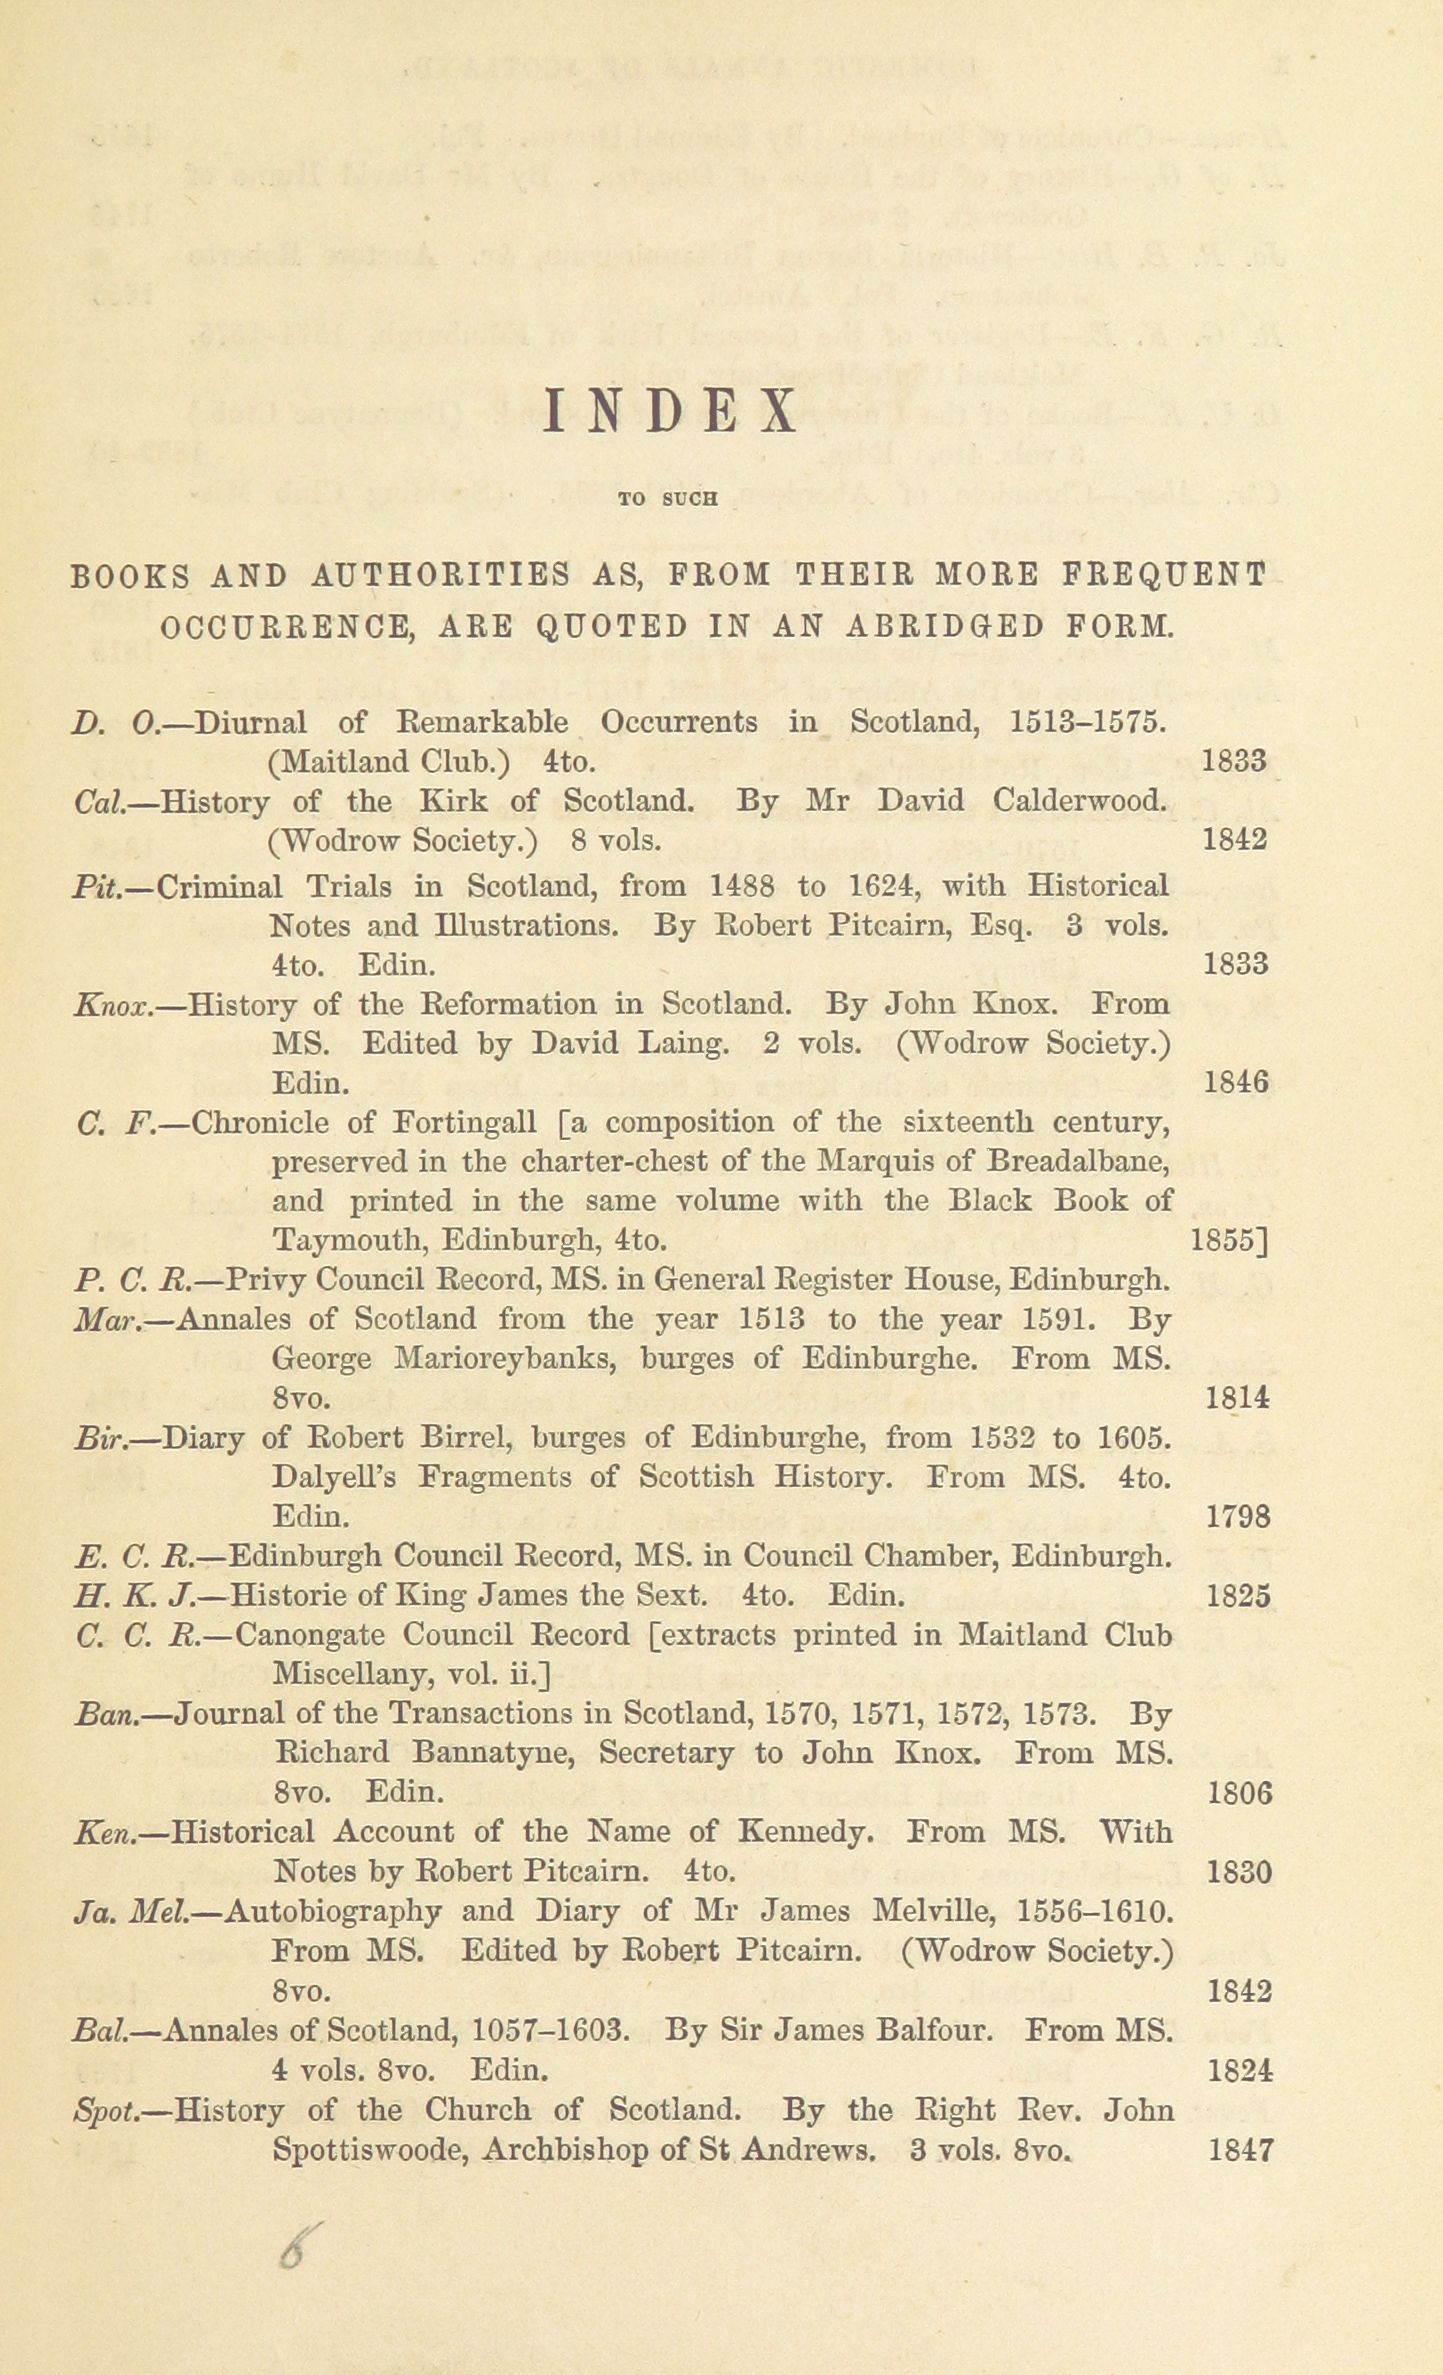 INDEX
TO SUCH
BOOKS AND AUTHORITIES AS, FROM THEIR MORE FREQUENT
OCCURRENCE, ARE QUOTED IN AN ABRIDGED FORM.
D. O.—Diurnal of Remarkable Occurrents in Scotland, 1513–1575.
(Maitland Club.) 4to. 1833
Cal.—History of the Kirk of Scotland. By Mr David Calderwood.
(Wodrow Society.) 8 vols. 1842
Pit.—Criminal Trials in Scotland, from 1488 to 1624, with Historical
Notes and Illustrations. By Robert Pitcairn, Esq. 3 vols.
4to. Edin. 1833
Knox.—History of the Reformation in Scotland. By John Knox. From
MS. Edited by David Laing. 2 vols. (Wodrow Society.)
Edin. 1846
C. F.—Chronicle of Fortingall [a composition of the sixteenth century,
preserved in the charter-chest of the Marquis of Breadalbane,
and printed in the same volume with the Black Book of
Taymouth, Edinburgh, 4to. 1855]
P. C. R.—Privy Council Record, MS. in General Register House, Edinburgh.
Mar.—Annales of Scotland from the year 1513 to the year 1591. By
George Marioreybanks, burges of Edinburghe. From MS.
8vo. 1814
Bir.—Diary of Robert Birrel, burges of Edinburghe, from 1532 to 1605.
Dalyell's Fragments of Scottish History. From MS. 4to.
Edin. 1798
E. C. R.—Edinburgh Council Record, MS. in Council Chamber, Edinburgh.
H. K. J.—Historie of King James the Sext. 4to. Edin. 1825
C. C. R.—Canongate Council Record [extracts printed in Maitland Club
Miscellany, vol. ii.]
Ban.—Journal of the Transactions in Scotland, 1570, 1571, 1572, 1573. By
Richard Bannatyne, Secretary to John Knox. From MS.
8vo. Edin. 1806
Ken.—Historical Account of the Name of Kennedy. From MS. With
Notes by Robert Pitcairn. 4to. 1830
Ja. Mel.—Autobiography and Diary of Mr James Melville, 1556–1610.
From MS. Edited by Robert Pitcairn. (Wodrow Society.)
8vo. 1842
Bal.—Annales of Scotland, 1057–1603. By Sir James Balfour. From MS.
4 vols. 8vo. Edin. 1824
Spot.—History of the Church of Scotland. By the Right Rev. John
Spottiswoode, Archbishop of St Andrews. 3 vols. 8vo. 1847
6